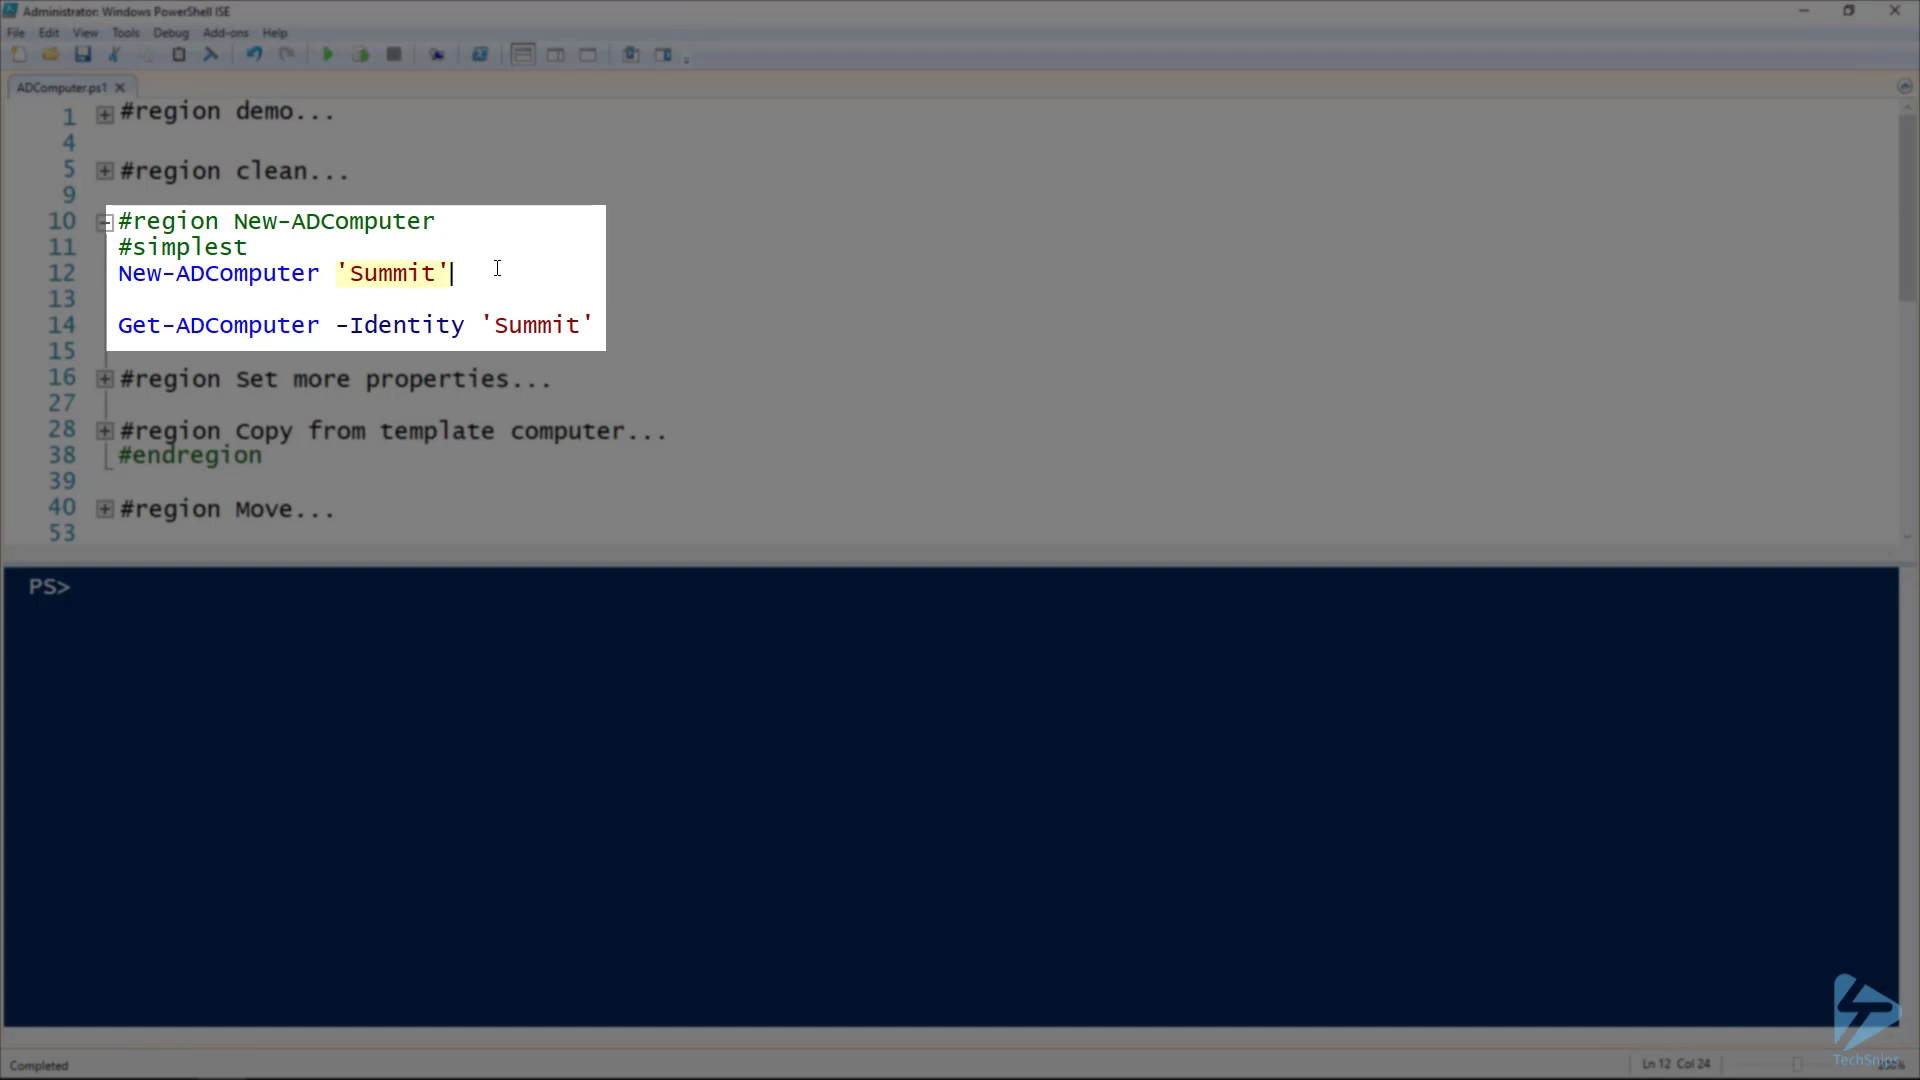 Administrator: Windows PowerShell ISE
File Edit View Tools Debug Add-ons Help
ADComputer.ps1
1 #region demo...
4
5 #region clean...
9
10 #region New-ADComputer
11 #simplest
12 New-ADComputer 'Summit'
13
14 Get-ADComputer -Identity 'Summit'
15
16 #region Set more properties...
27
28 #region Copy from template computer...
38 #endregion
39
40 #region Move...
53
PS>
TechSnips
Completed
Ln 12 Col 24